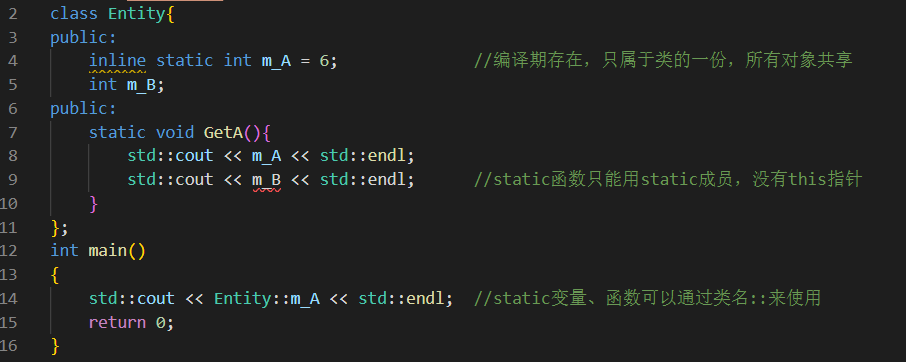 2 class Entity{
3 public:
4     inline static int m_A = 6;              //编译期存在，只属于类的一份，所有对象共享
5     int m_B;
6 public:
7     static void GetA(){
8         std::cout << m_A << std::endl;
9         std::cout << m_B << std::endl;      //static函数只能用static成员，没有this指针
10     }
11 };
12 int main()
13 {
14     std::cout << Entity::m_A << std::endl;  //static变量、函数可以通过类名::来使用
15     return 0;
16 }